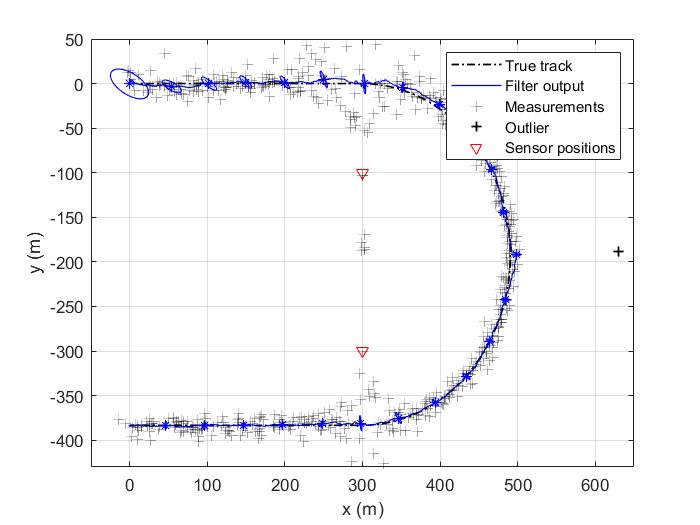 50
0
-50
-100
-150
-200
-250
-300
-350
-400
y (m)
0
100
200
300
400
500
600
x (m)
True track
Filter output
Measurements
Outlier
Sensor positions